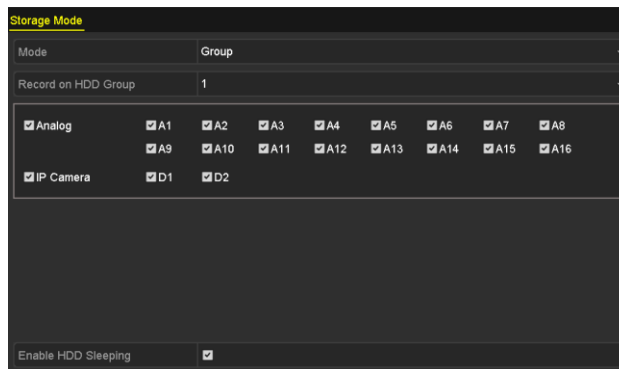 Storage Mode
Mode Group
Record on HDD Group 1
Analog A1 A2 A3 A4 A5 A6 A7 A8
A9 A10 A11 A12 A13 A14 A15 A16
IP Camera D1 D2
Enable HDD Sleeping